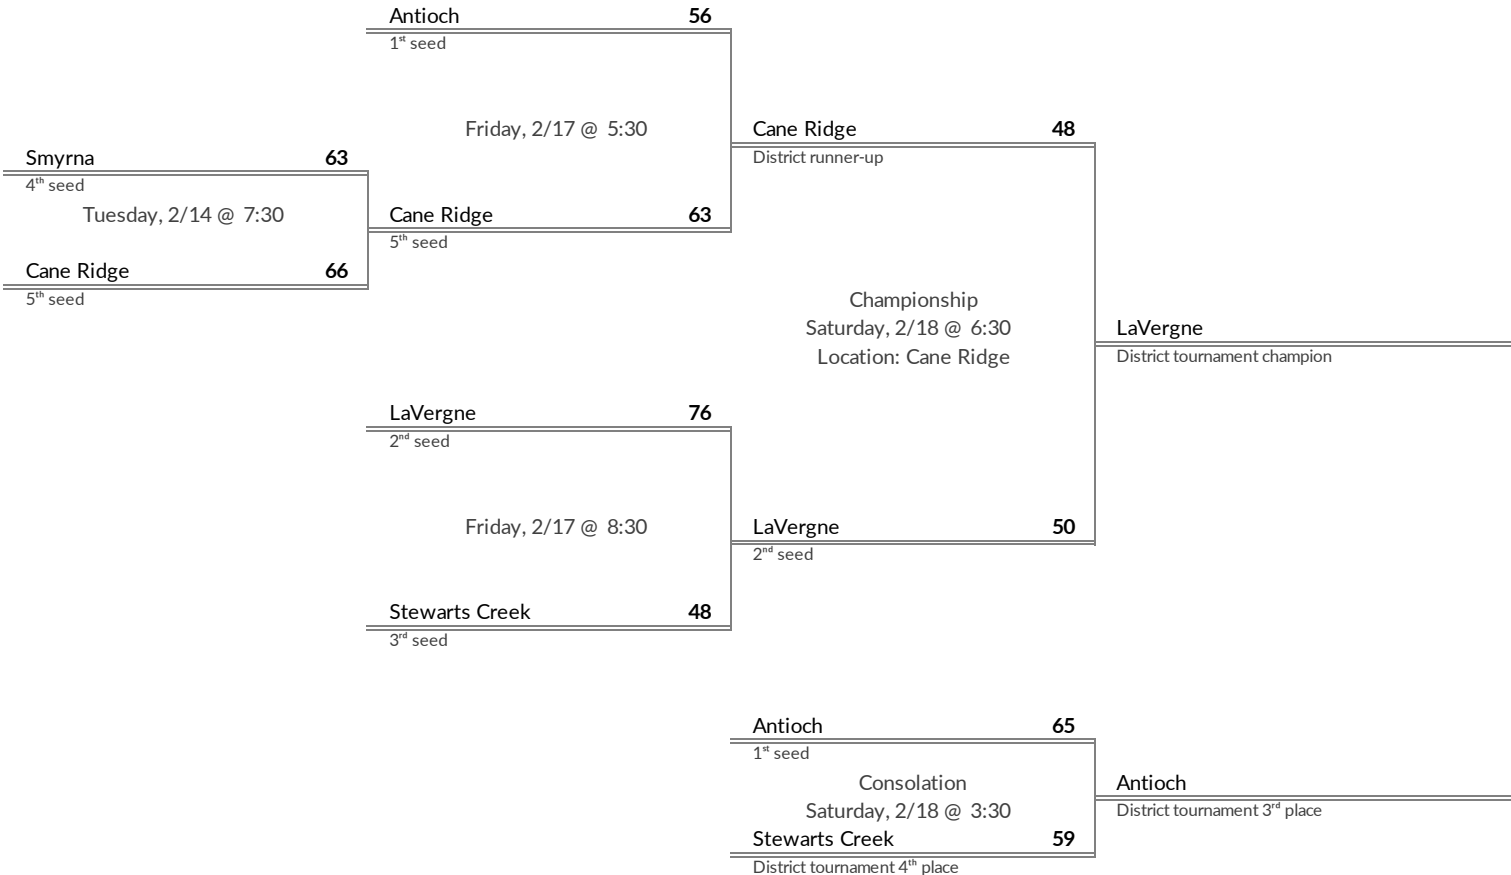 Antioch 56
1st seed
Friday, 2/17 @ 5:30
Cane Ridge 48
District runner-up
Smyrna 63
4th seed
Tuesday, 2/14 @ 7:30
Cane Ridge 63
5th seed
Cane Ridge 66
5th seed
Championship
Saturday, 2/18 @ 6:30
Location: Cane Ridge
LaVergne
District tournament champion
LaVergne 76
2nd seed
Friday, 2/17 @ 8:30
LaVergne 50
2nd seed
Stewarts Creek 48
3rd seed
Antioch 65
1st seed
Consolation
Saturday, 2/18 @ 3:30
Antioch
District tournament 3rd place
Stewarts Creek 59
District tournament 4th place